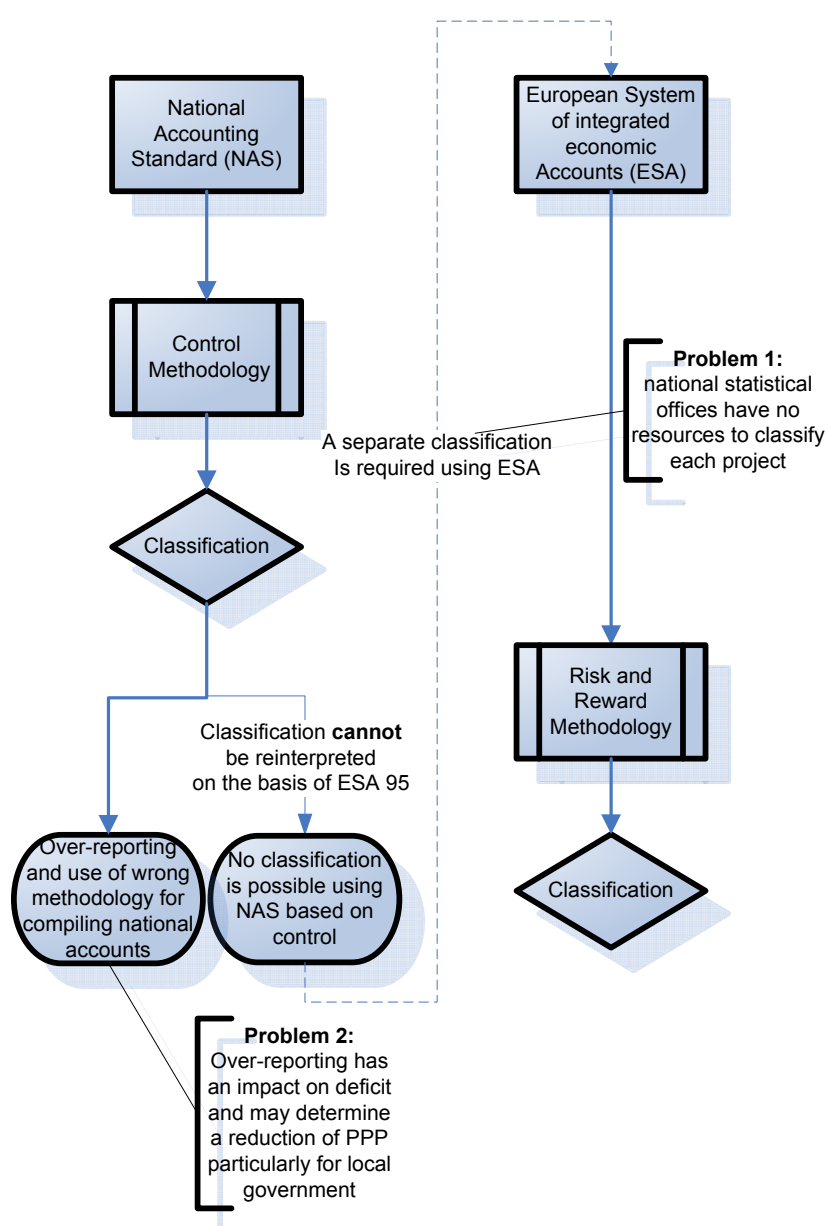 National
Accounting
Standard (NAS)
European System
of integrated
economic
Accounts (ESA)
Control
Methodology
Problem 1:
national statistical
offices have no
resources to classify
each project
A separate classification
Is required using ESA
Classification
Risk and
Reward
Methodology
Classification cannot
be reinterpreted
on the basis of ESA 95
Over-reporting
and use of wrong
methodology for
compiling national
accounts
No classification
is possible using
NAS based on
control
Classification
Problem 2:
Over-reporting has
an impact on deficit
and may determine
a reduction of PPP
particularly for local
government